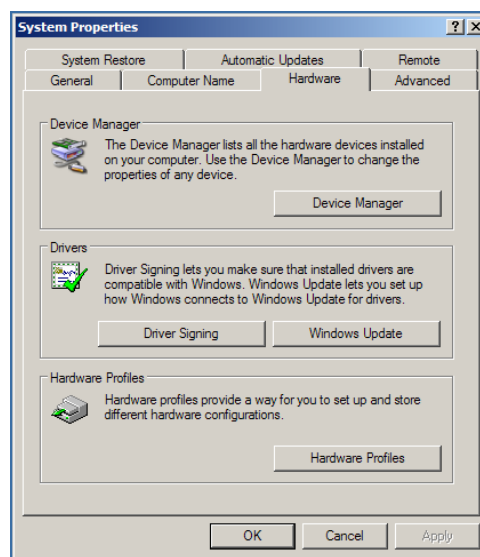 System Properties
System Restore
Automatic Updates
Remote
General
Computer Name
Hardware
Advanced
Device Manager
The Device Manager lists all the hardware devices installed
on your computer. Use the Device Manager to change the
properties of any device.
Device Manager
Drivers
Driver Signing lets you make sure that installed drivers are
compatible with Windows. Windows Update lets you set up
how Windows connects to Windows Update for drivers.
Driver Signing
Windows Update
Hardware Profiles
Hardware profiles provide a way for you to set up and store
different hardware configurations.
Hardware Profiles
OK
Cancel
Apply